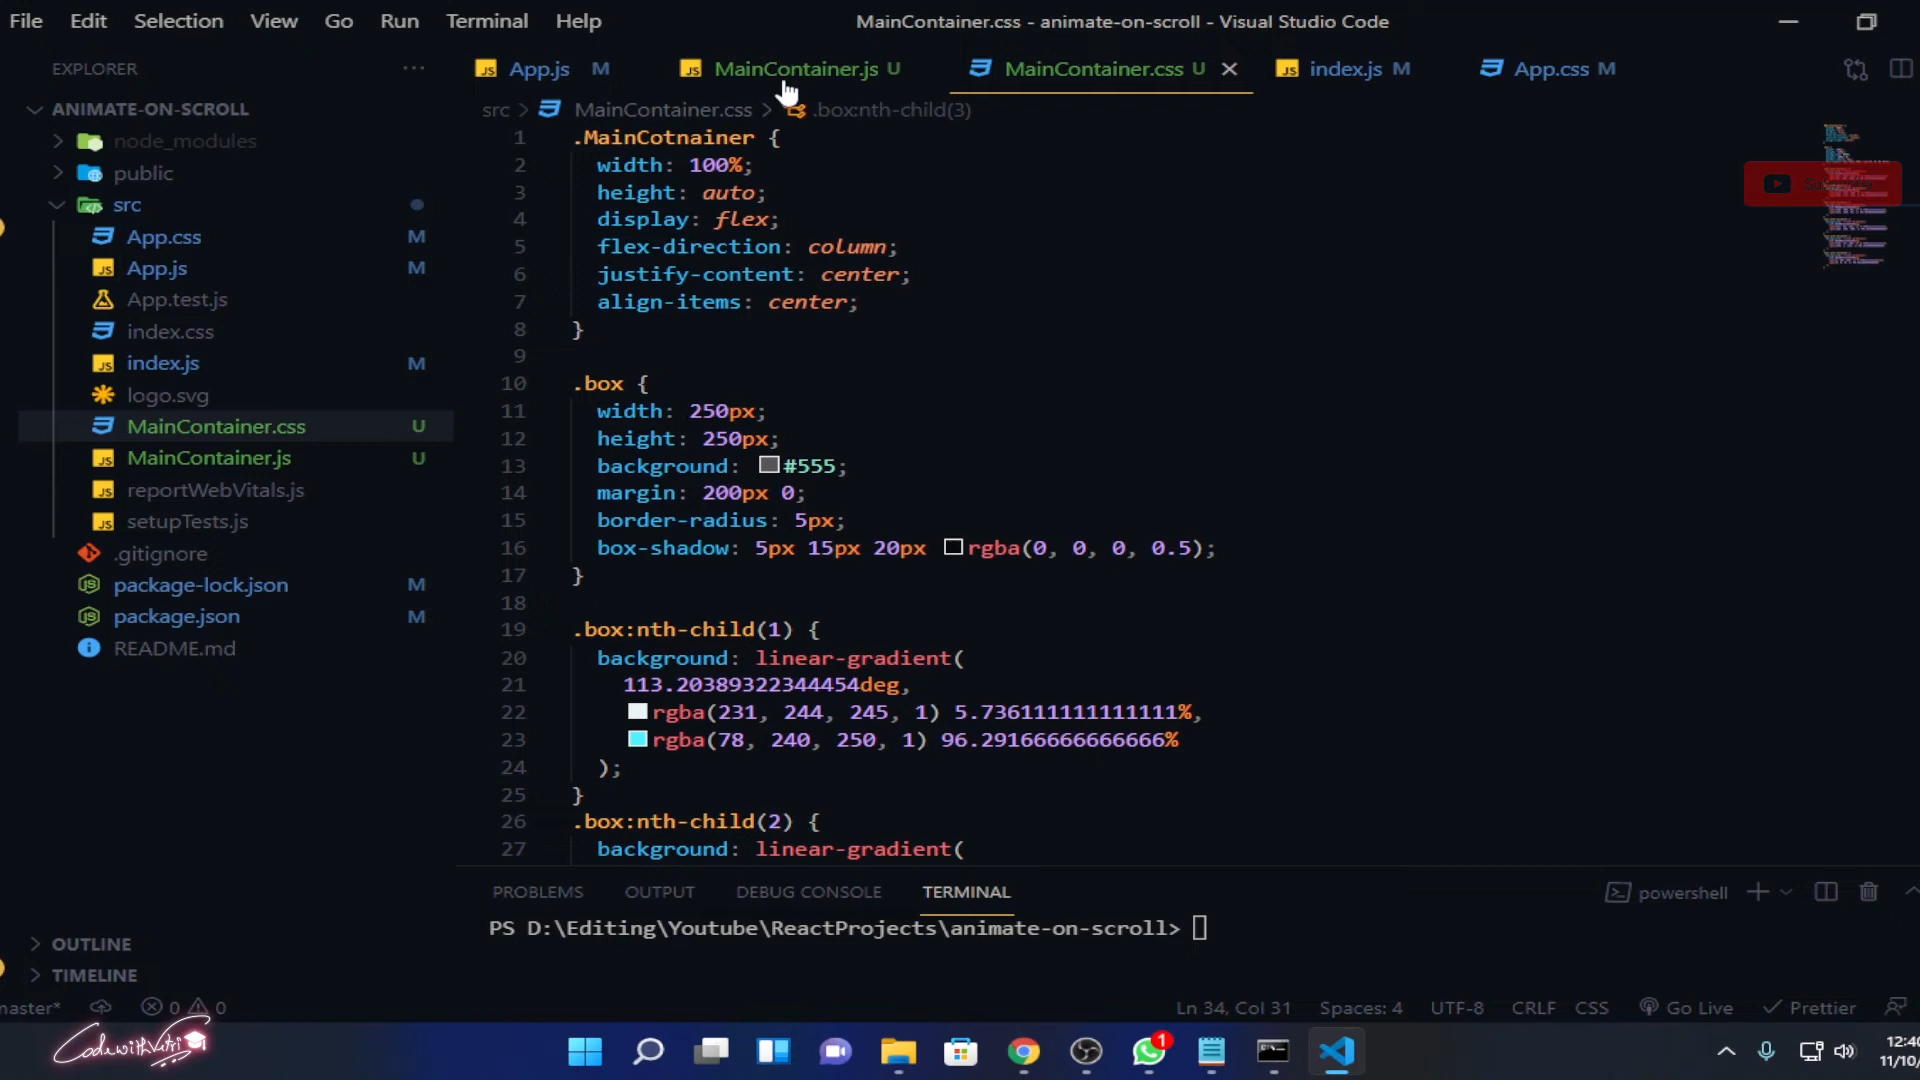 File Edit Selection View Go Run Terminal Help MainContainer.css - animate-on-scroll - Visual Studio Code
EXPLORER ···
App.js M MainContainer.js U MainContainer.css U index.js M App.css M
src > MainContainer.css > .box:nth-child(3)
ANIMATE-ON-SCROLL
node_modules
public
src
App.css M
App.js M
App.test.js
index.css
index.js M
logo.svg
MainContainer.css U
MainContainer.js U
reportWebVitals.js
setupTests.js
.gitignore
package-lock.json M
package.json M
README.md
OUTLINE
TIMELINE
1 .MainCotnainer {
2 width: 100%;
3 height: auto;
4 display: flex;
5 flex-direction: column;
6 justify-content: center;
7 align-items: center;
8 }
9
10 .box {
11 width: 250px;
12 height: 250px;
13 background: #555;
14 margin: 200px 0;
15 border-radius: 5px;
16 box-shadow: 5px 15px 20px rgba(0, 0, 0, 0.5);
17 }
18
19 .box:nth-child(1) {
20 background: linear-gradient(
21 113.20389322344454deg,
22 rgba(231, 244, 245, 1) 5.736111111111111%,
23 rgba(78, 240, 250, 1) 96.29166666666666%
24 );
25 }
26 .box:nth-child(2) {
27 background: linear-gradient(
PROBLEMS OUTPUT DEBUG CONSOLE TERMINAL powershell
PS D:\Editing\Youtube\ReactProjects\animate-on-scroll>
master* 0 0 Ln 34, Col 31 Spaces: 4 UTF-8 CRLF CSS Go Live Prettier
1
12:40
11/10/